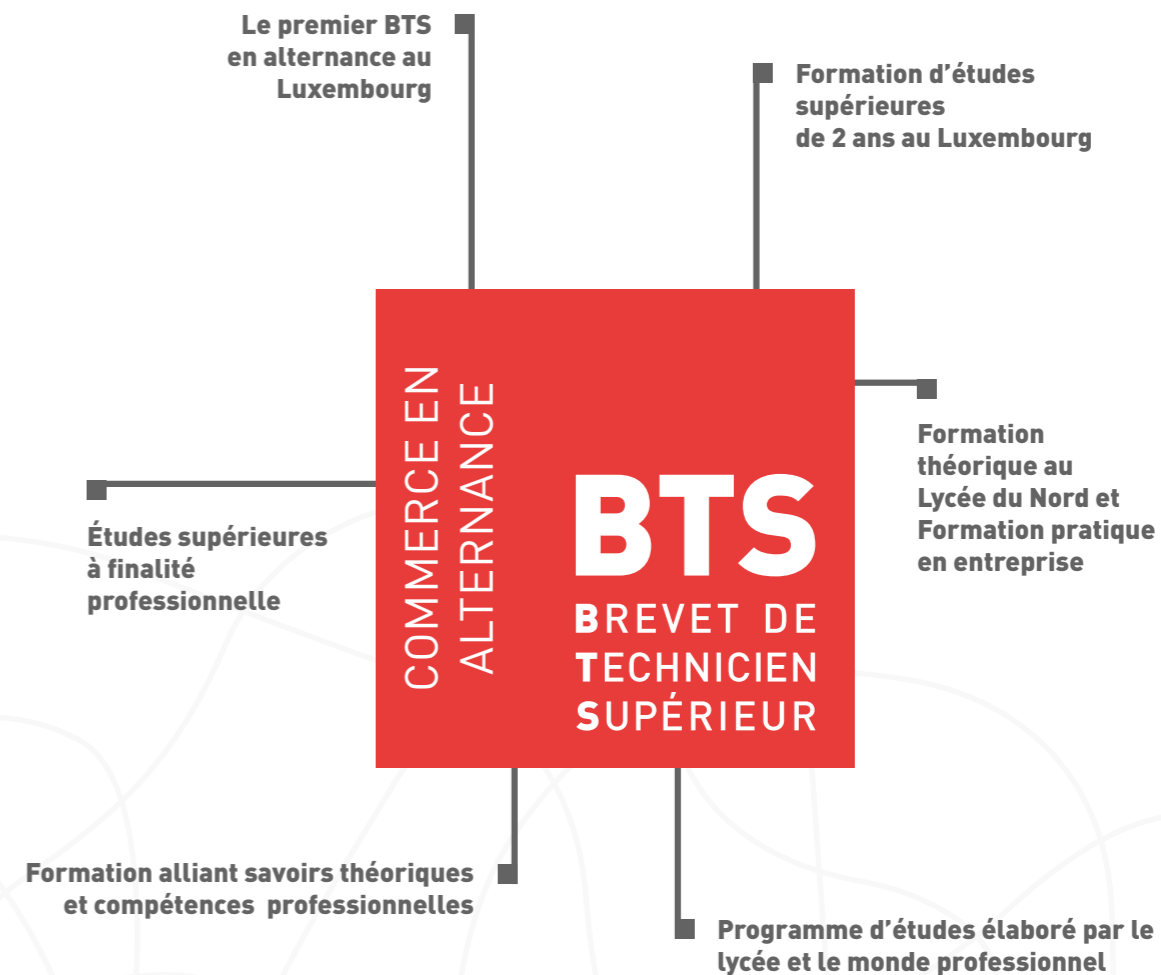 Le premier BTS
en alternance au
Luxembourg
Formation d'études
supérieures
de 2 ans au Luxembourg
COMMERCE EN
ALTERNANCE
BTS
BREVET DE
TECHNICIEN
SUPÉRIEUR
Formation
théorique au
Lycée du Nord et
Formation pratique
en entreprise
Études supérieures
à finalité
professionnelle
Formation alliant savoirs théoriques
et compétences professionnelles
Programme d'études élaboré par le
lycée et le monde professionnel